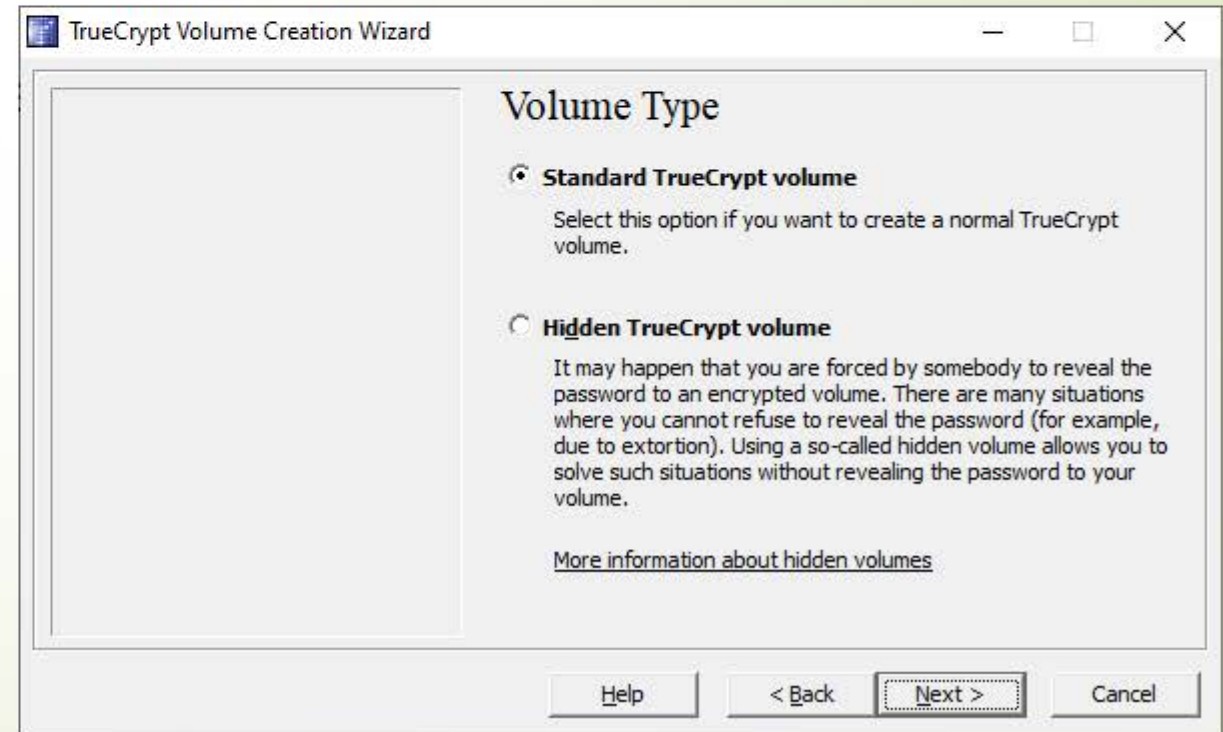 TrueCrypt Volume Creation Wizard
Volume Type
Standard TrueCrypt volume
Select this option if you want to create a normal TrueCrypt
volume.
Hidden TrueCrypt volume
It may happen that you are forced by somebody to reveal the
password to an encrypted volume. There are many situations
where you cannot refuse to reveal the password (for example,
due to extortion). Using a so-called hidden volume allows you to
solve such situations without revealing the password to your
volume.
More information about hidden volumes
Help < Back Next > Cancel